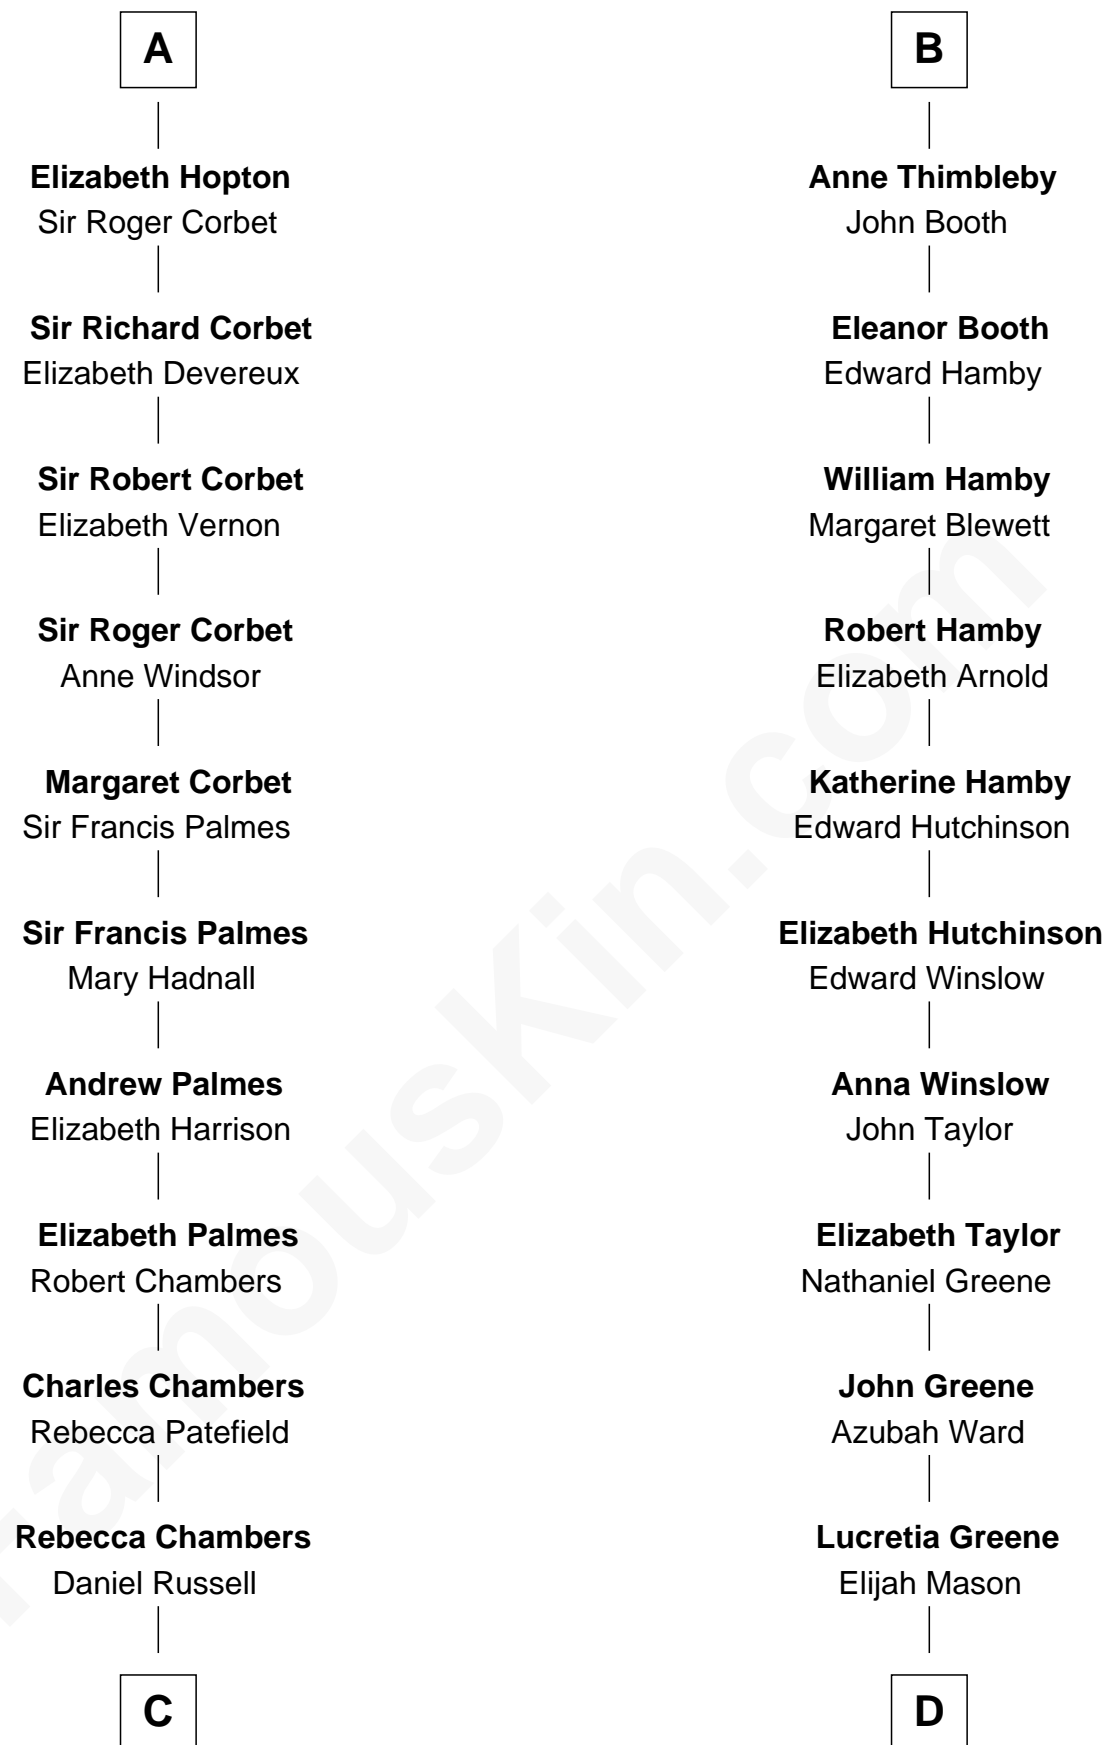 A
Elizabeth Hopton
Sir Roger Corbet
Sir Richard Corbet
Elizabeth Devereux
Sir Robert Corbet
Elizabeth Vernon
Sir Roger Corbet
Anne Windsor
Margaret Corbet
Sir Francis Palmes
Sir Francis Palmes
Mary Hadnall
Andrew Palmes
Elizabeth Harrison
Elizabeth Palmes
Robert Chambers
Charles Chambers
Rebecca Patefield
Rebecca Chambers
Daniel Russell
C
B
Anne Thimbleby
John Booth
Eleanor Booth
Edward Hamby
William Hamby
Margaret Blewett
Robert Hamby
Elizabeth Arnold
Katherine Hamby
Edward Hutchinson
Elizabeth Hutchinson
Edward Winslow
Anna Winslow
John Taylor
Elizabeth Taylor
Nathaniel Greene
John Greene
Azubah Ward
Lucretia Greene
Elijah Mason
D
FamousKin.com